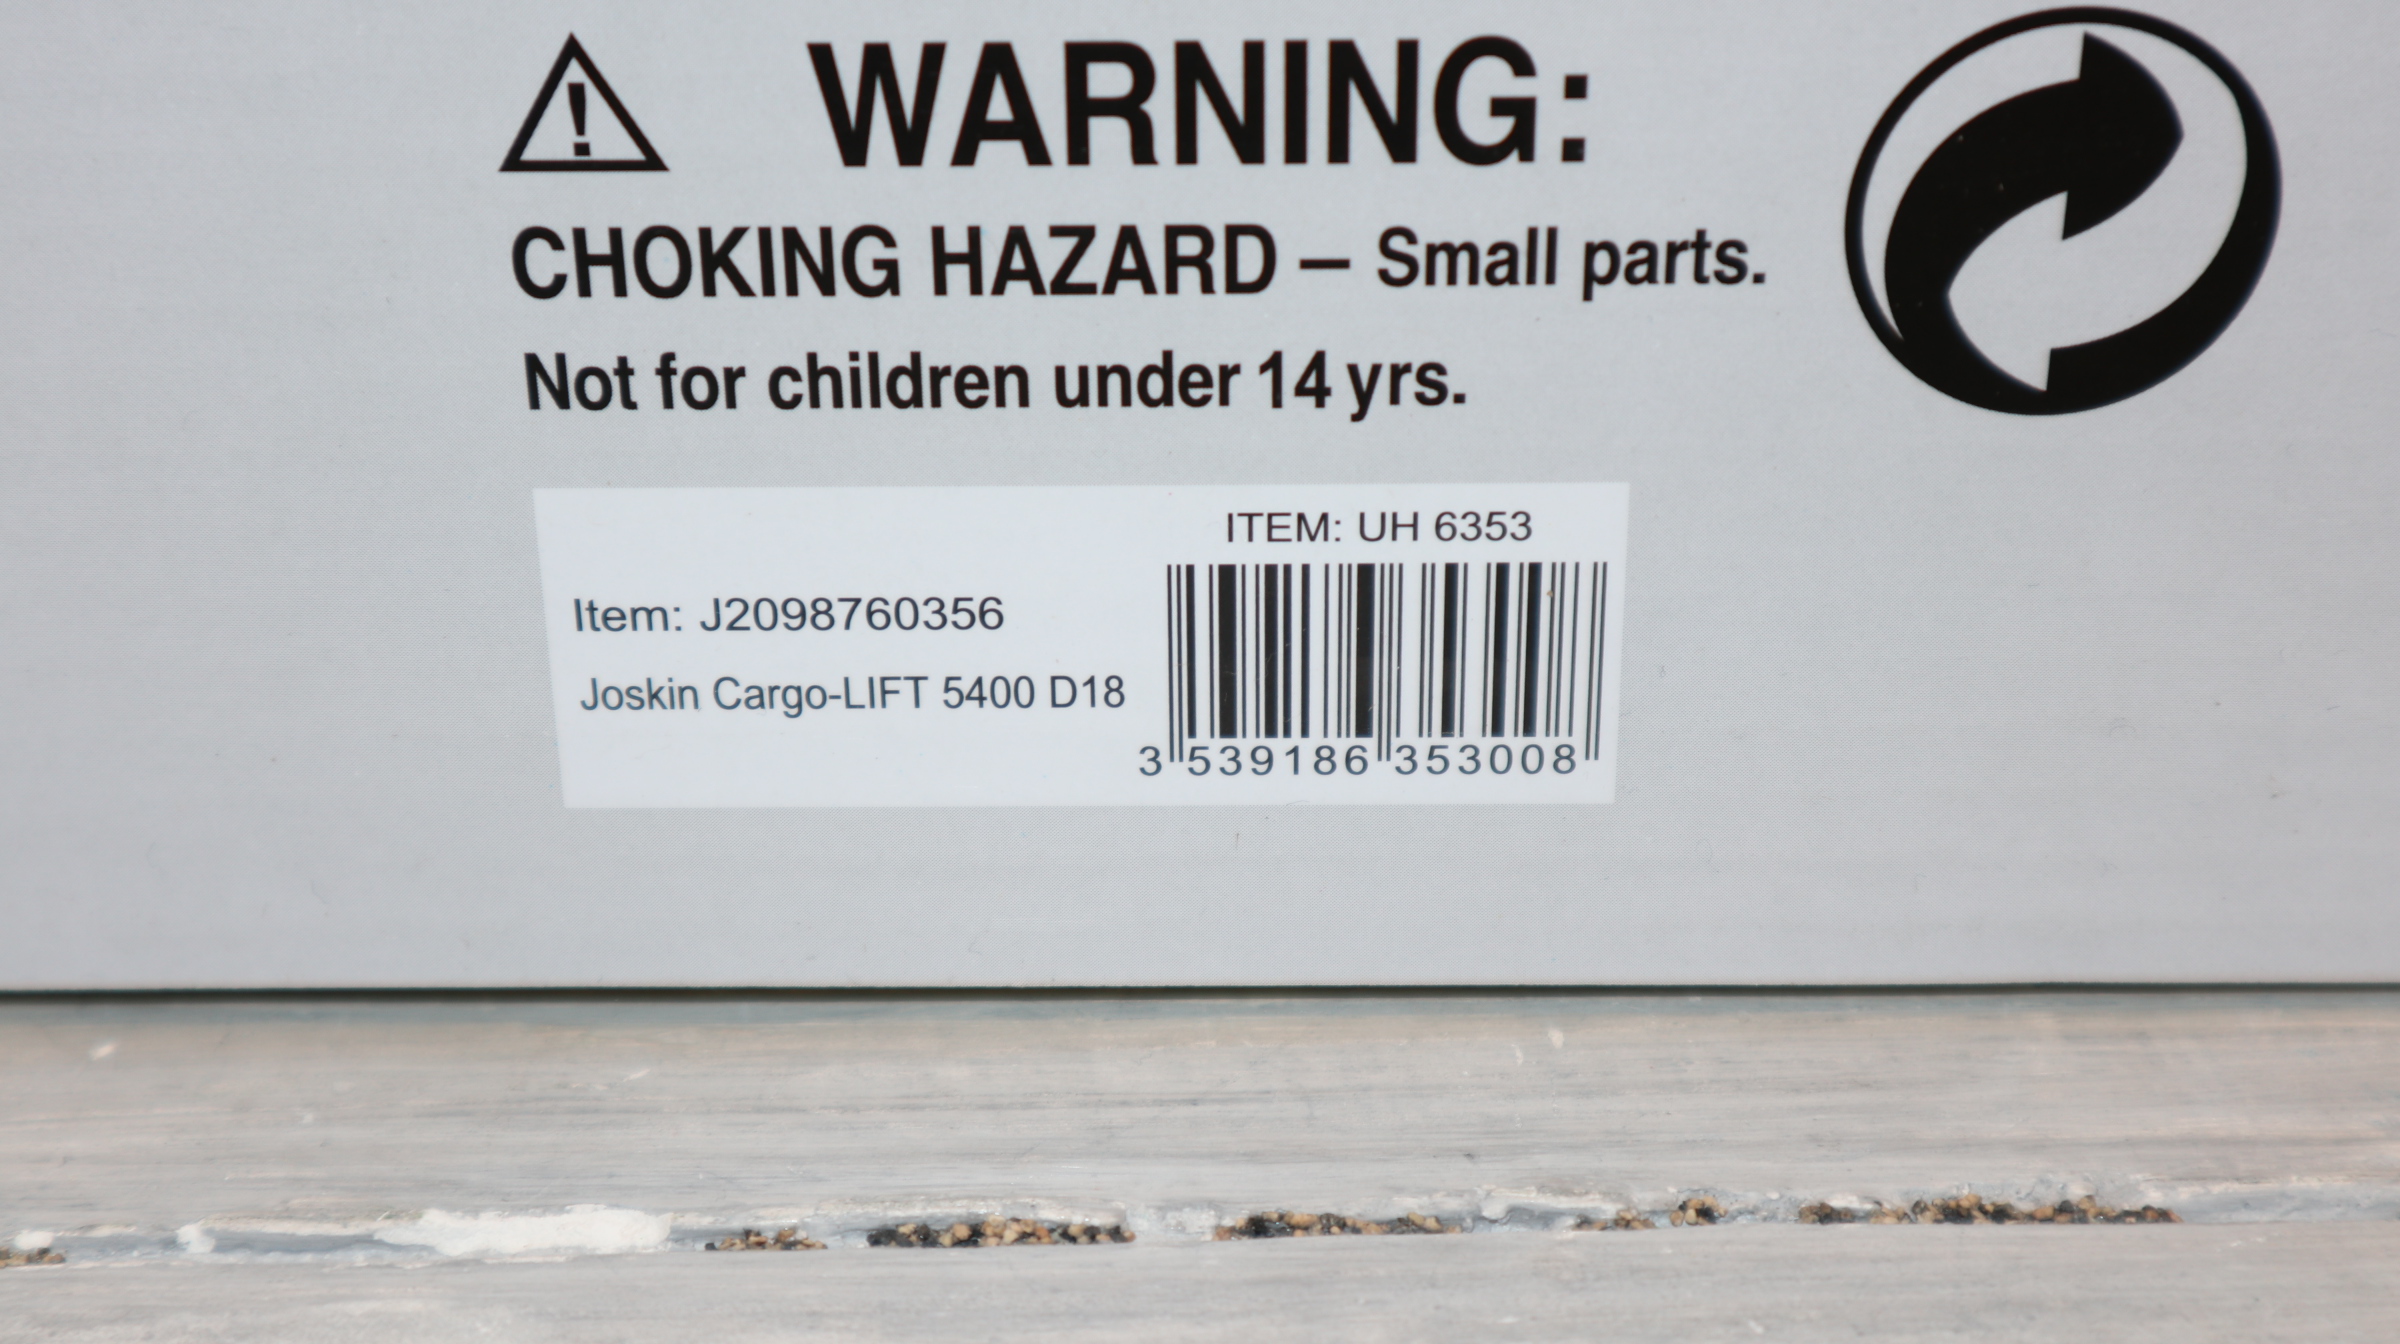 WARNING:
CHOKING HAZARD – Small parts.
Not for children under 14 yrs.
ITEM: UH 6353
Item: J2098760356
Joskin Cargo-LIFT 5400 D18
3 539186 353008